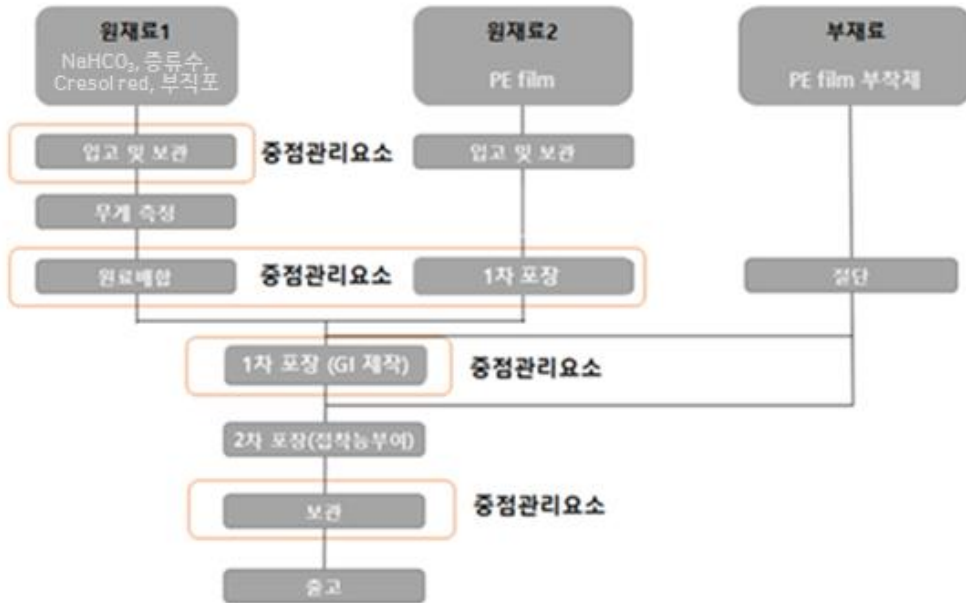 원재료1
NaHCO₃, 증류수,
Cresol red, 부직포
원재료2
PE film
부재료
PE film 부착제
입고 및 보관
중점관리요소
입고 및 보관
무게 측정
원료배합
중점관리요소
1차 포장
절단
1차 포장 (GI 제작)
중점관리요소
2차 포장(접착능부여)
보관
중점관리요소
출고